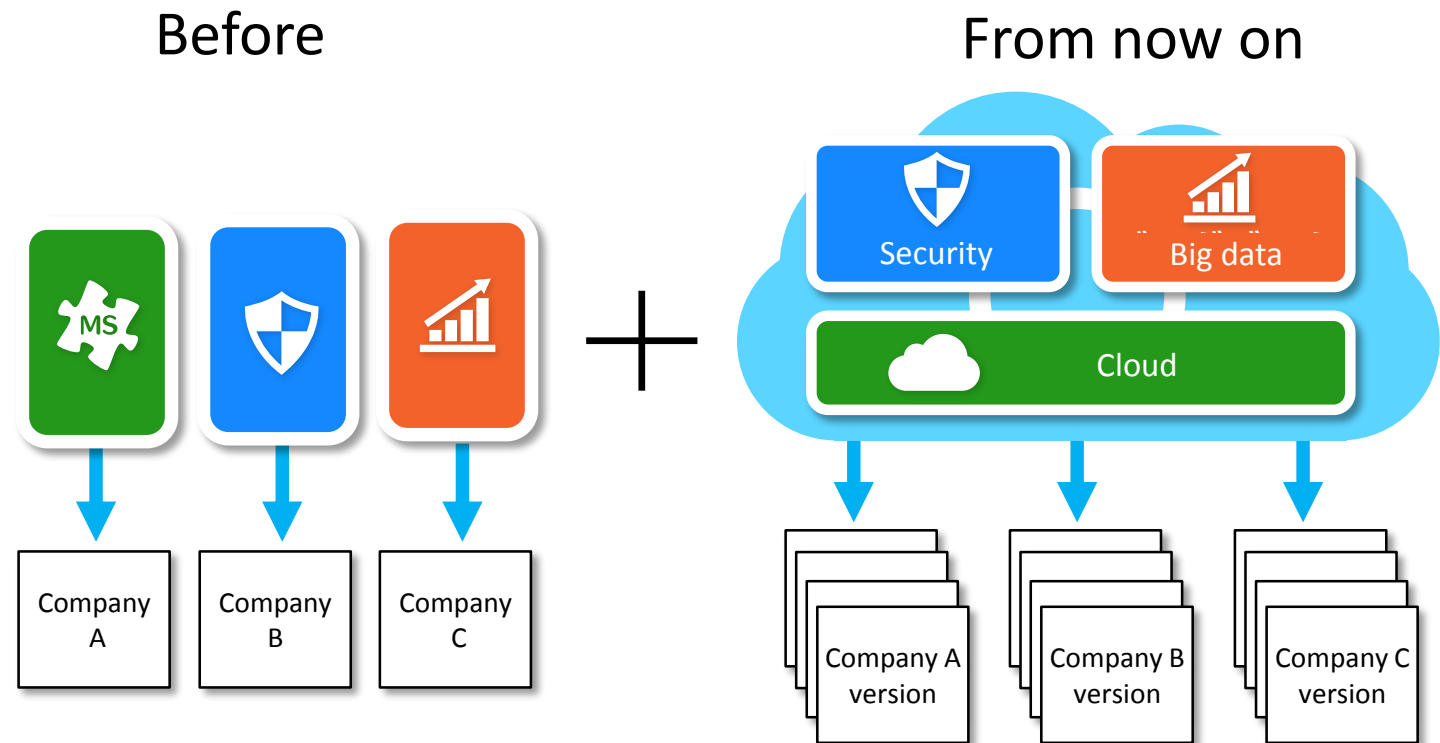 Before
From now on
MS
Security
Big data
Cloud
Company
A
Company
B
Company
C
Company A
version
Company B
version
Company C
version